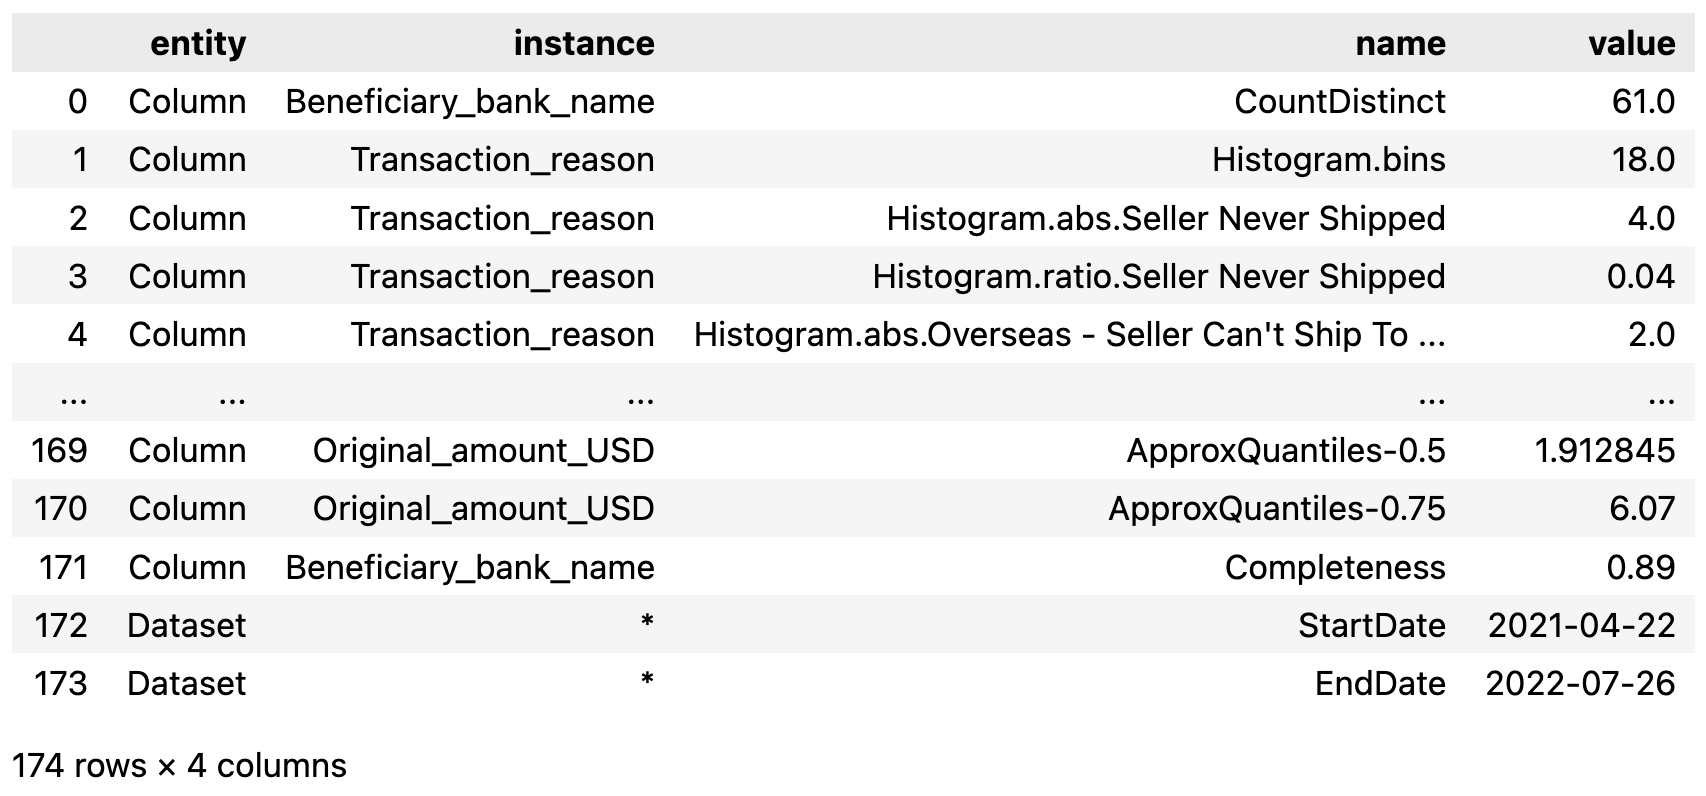 entity instance name value
0 Column Beneficiary_bank_name CountDistinct 61.0
1 Column Transaction_reason Histogram.bins 18.0
2 Column Transaction_reason Histogram.abs.Seller Never Shipped 4.0
3 Column Transaction_reason Histogram.ratio.Seller Never Shipped 0.04
4 Column Transaction_reason Histogram.abs.Overseas - Seller Can't Ship To ... 2.0
... ... ... ... ...
169 Column Original_amount_USD ApproxQuantiles-0.5 1.912845
170 Column Original_amount_USD ApproxQuantiles-0.75 6.07
171 Column Beneficiary_bank_name Completeness 0.89
172 Dataset * StartDate 2021-04-22
173 Dataset * EndDate 2022-07-26
174 rows × 4 columns